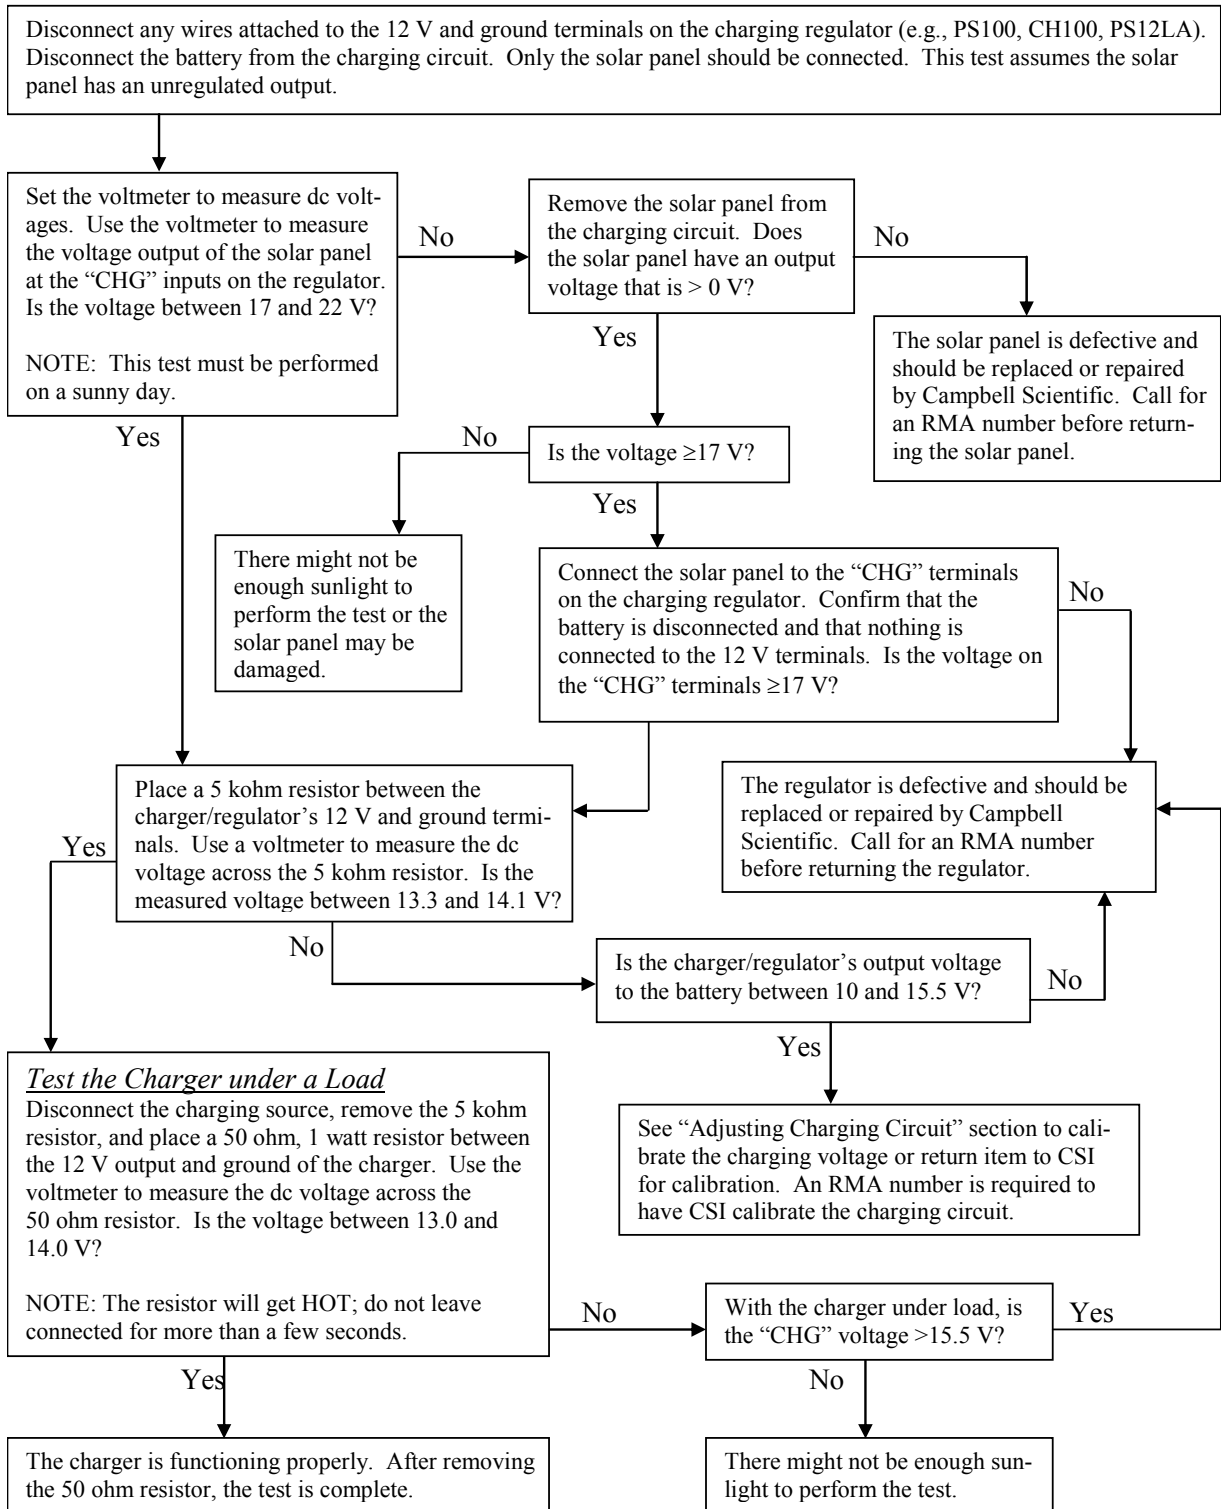 Disconnect any wires attached to the 12 V and ground terminals on the charging regulator (e.g., PS100, CH100, PS12LA).
Disconnect the battery from the charging circuit. Only the solar panel should be connected. This test assumes the solar
panel has an unregulated output.
Set the voltmeter to measure dc volt-
ages. Use the voltmeter to measure
the voltage output of the solar panel
at the “CHG” inputs on the regulator.
Is the voltage between 17 and 22 V?
NOTE: This test must be performed
on a sunny day.
No
Remove the solar panel from
the charging circuit. Does
the solar panel have an output
voltage that is > 0 V?
No
The solar panel is defective and
should be replaced or repaired
by Campbell Scientific. Call for
an RMA number before return-
ing the solar panel.
Yes
Yes
No
Is the voltage ≥17 V?
Yes
There might not be
enough sunlight to
perform the test or the
solar panel may be
damaged.
Connect the solar panel to the “CHG” terminals
on the charging regulator. Confirm that the
battery is disconnected and that nothing is
connected to the 12 V terminals. Is the voltage on
the “CHG” terminals ≥17 V?
No
Place a 5 kohm resistor between the
charger/regulator’s 12 V and ground termi-
nals. Use a voltmeter to measure the dc
voltage across the 5 kohm resistor. Is the
measured voltage between 13.3 and 14.1 V?
The regulator is defective and should be
replaced or repaired by Campbell
Scientific. Call for an RMA number
before returning the regulator.
Yes
No
Is the charger/regulator’s output voltage
to the battery between 10 and 15.5 V?
No
Yes
See “Adjusting Charging Circuit” section to cali-
brate the charging voltage or return item to CSI
for calibration. An RMA number is required to
have CSI calibrate the charging circuit.
Test the Charger under a Load
Disconnect the charging source, remove the 5 kohm
resistor, and place a 50 ohm, 1 watt resistor between
the 12 V output and ground of the charger. Use the
voltmeter to measure the dc voltage across the
50 ohm resistor. Is the voltage between 13.0 and
14.0 V?
NOTE: The resistor will get HOT; do not leave
connected for more than a few seconds.
No
With the charger under load, is
the “CHG” voltage >15.5 V?
Yes
Yes
No
The charger is functioning properly. After removing
the 50 ohm resistor, the test is complete.
There might not be enough sun-
light to perform the test.